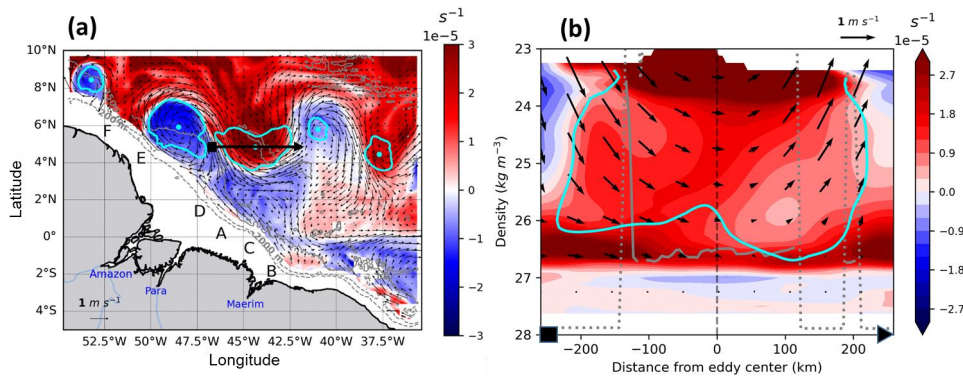 (a)
s⁻¹
1e−5
10°N
8°N
6°N
4°N
2°N
0°
2°S
4°S
Latitude
F
E
D
A
C
B
Amazon
Para
Maerim
1 m s⁻¹
52.5°W 50°W 47.5°W 45°W 42.5°W 40°W 37.5°W
Longitude
3
2
1
0
−1
−2
−3
(b)
1 m s⁻¹
s⁻¹
1e−5
23
24
25
26
27
28
Density (kg m⁻³)
−200 −100 0 100 200
Distance from eddy center (km)
2.7
1.8
0.9
0.0
−0.9
−1.8
−2.7